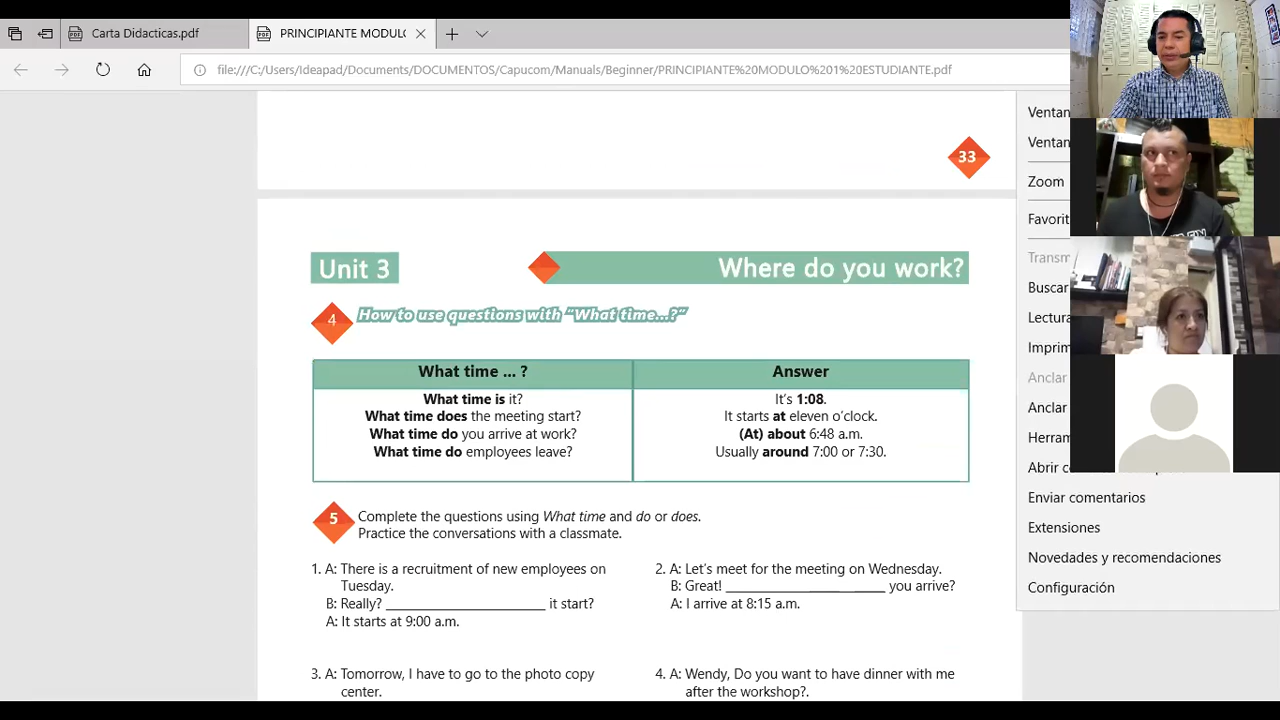 Carta Didacticas.pdf
PRINCIPIANTE MODUL
file:///C:/Users/Ideapad/Documents/DOCUMENTOS/Capucom/Manuals/Beginner/PRINCIPIANTE%20MODULO%201%20ESTUDIANTE.pdf
33
Unit 3
Where do you work?
4
How to use questions with “What time...?”
What time ... ?
Answer
What time is it?
It’s 1:08.
What time does the meeting start?
It starts at eleven o’clock.
What time do you arrive at work?
(At) about 6:48 a.m.
What time do employees leave?
Usually around 7:00 or 7:30.
5
Complete the questions using What time and do or does.
Practice the conversations with a classmate.
1. A: There is a recruitment of new employees on
Tuesday.
B: Really? ____________________ it start?
A: It starts at 9:00 a.m.
2. A: Let’s meet for the meeting on Wednesday.
B: Great! ____________________ you arrive?
A: I arrive at 8:15 a.m.
3. A: Tomorrow, I have to go to the photo copy
center.
4. A: Wendy, Do you want to have dinner with me
after the workshop?.
Ventan
Ventan
Zoom
Favorit
Transm
Buscar
Lectura
Imprim
Anclar
Anclar
Herram
Abrir c
Enviar comentarios
Extensiones
Novedades y recomendaciones
Configuración